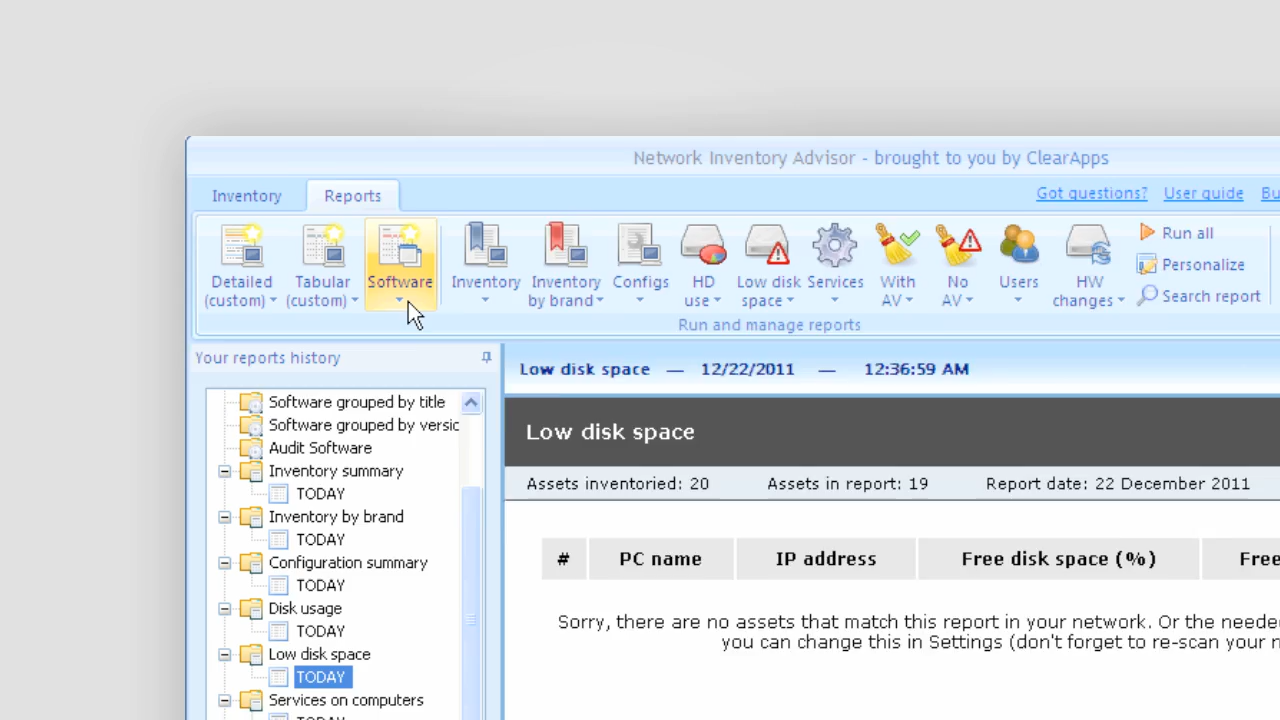 Network Inventory Advisor - brought to you by ClearApps
Inventory
Reports
Got questions?
User guide
Detailed
(custom)
Tabular
(custom)
Software
Inventory
Inventory
by brand
Configs
HD
use
Low disk
space
Services
With
AV
No
AV
Users
HW
changes
Run all
Personalize
Search report
Run and manage reports
Your reports history
Software grouped by title
Software grouped by
Audit Software
Inventory summary
TODAY
Inventory by brand
TODAY
Configuration summary
TODAY
Disk usage
TODAY
Low disk space
TODAY
Services on computers
TODAY
Low disk space — 12/22/2011 — 12:36:59 AM
Low disk space
Assets inventoried: 20
Assets in report: 19
Report date: 22 December 2011
#
PC name
IP address
Free disk space (%)
Free
Sorry, there are no assets that match this report in your network. Or the
you can change this in Settings (don't forget to re-scan your